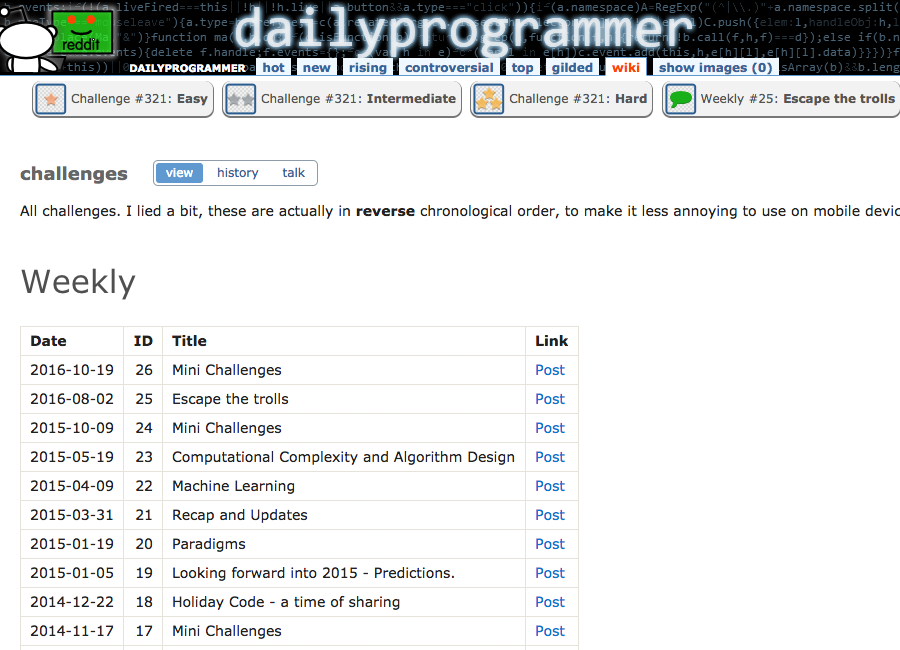 dailyprogrammer
reddit
DAILYPROGRAMMER hot new rising controversial top gilded wiki show images (0)
Challenge #321: Easy Challenge #321: Intermediate Challenge #321: Hard Weekly #25: Escape the trolls
challenges view history talk
All challenges. I lied a bit, these are actually in reverse chronological order, to make it less annoying to use on mobile
Weekly
Date ID Title Link
2016-10-19 26 Mini Challenges Post
2016-08-02 25 Escape the trolls Post
2015-10-09 24 Mini Challenges Post
2015-05-19 23 Computational Complexity and Algorithm Design Post
2015-04-09 22 Machine Learning Post
2015-03-31 21 Recap and Updates Post
2015-01-19 20 Paradigms Post
2015-01-05 19 Looking forward into 2015 - Predictions. Post
2014-12-22 18 Holiday Code - a time of sharing Post
2014-11-17 17 Mini Challenges Post